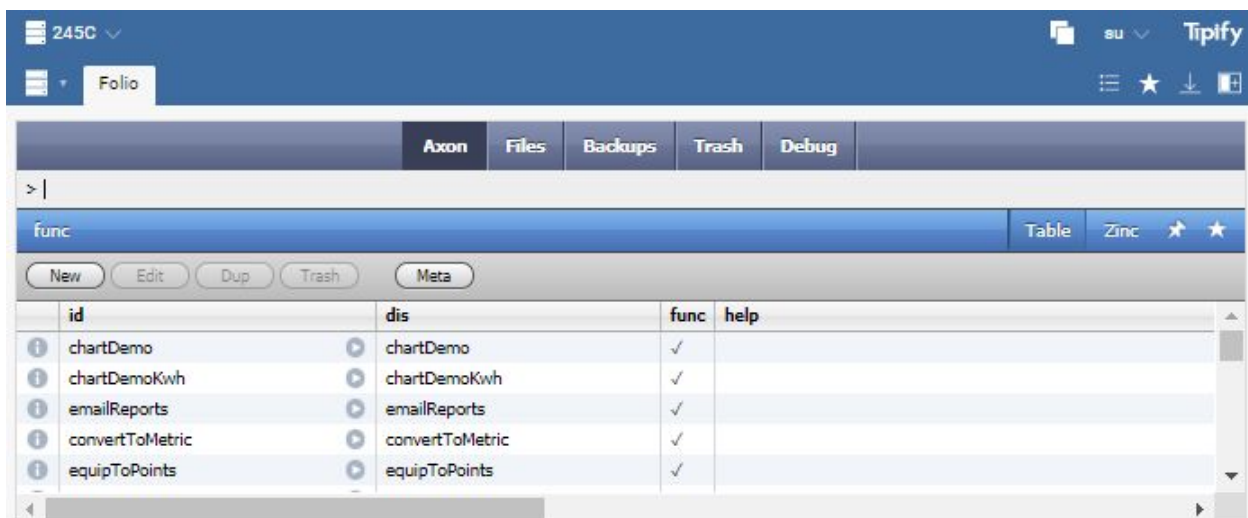 245C su Tipify
Folio
Axon Files Backups Trash Debug
>
func Table Zinc
New Edit Dup Trash Meta
id dis func help
chartDemo chartDemo ✓
chartDemoKwh chartDemoKwh ✓
emailReports emailReports ✓
convertToMetric convertToMetric ✓
equipToPoints equipToPoints ✓